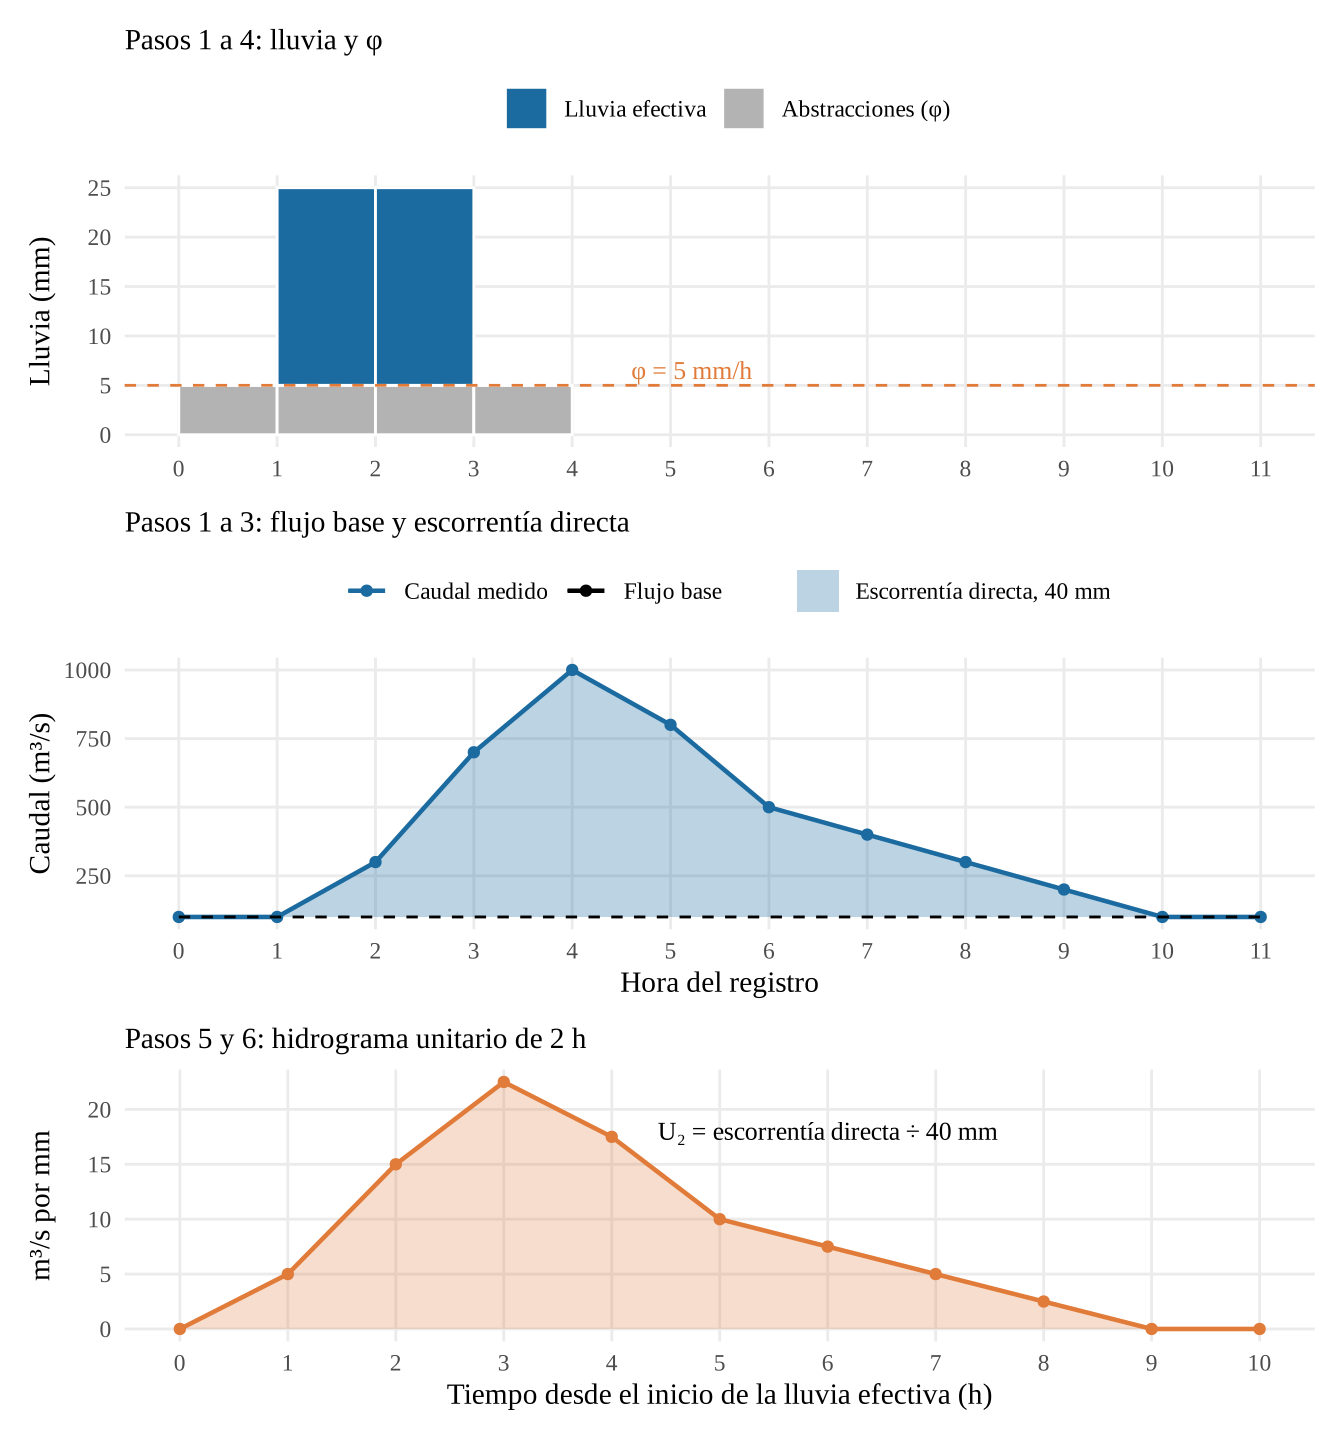 Pasos 1 a 4: lluvia y φ
Lluvia efectiva
Abstracciones (φ)
Lluvia (mm)
25
20
15
10
5
0
φ = 5 mm/h
0 1 2 3 4 5 6 7 8 9 10 11
Pasos 1 a 3: flujo base y escorrentía directa
Caudal medido
Flujo base
Escorrentía directa, 40 mm
Caudal (m³/s)
1000
750
500
250
0 1 2 3 4 5 6 7 8 9 10 11
Hora del registro
Pasos 5 y 6: hidrograma unitario de 2 h
m³/s por mm
20
15
10
5
0
U₂ = escorrentía directa ÷ 40 mm
0 1 2 3 4 5 6 7 8 9 10
Tiempo desde el inicio de la lluvia efectiva (h)